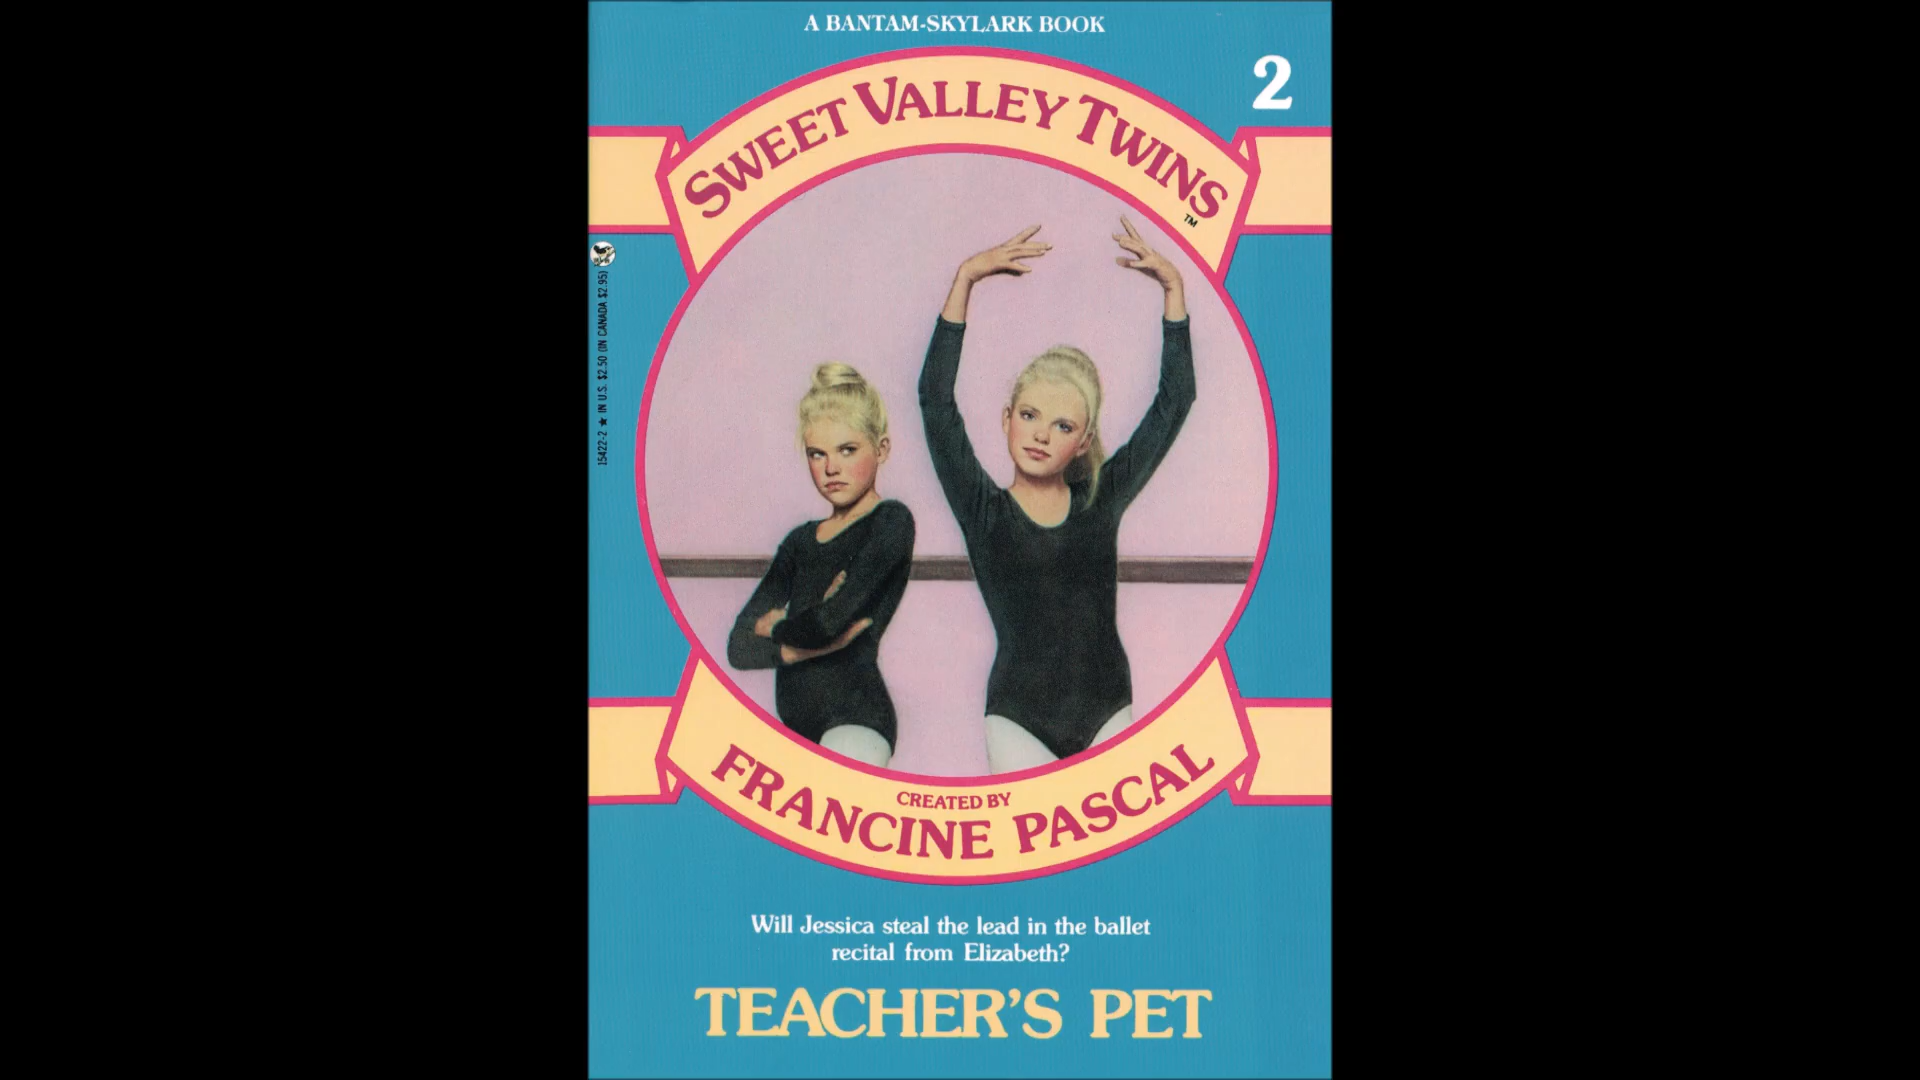 A BANTAM-SKYLARK BOOK
2
SWEET VALLEY TWINS
TM
15422-2 ★ IN U.S. $2.50 (IN CANADA $2.95)
CREATED BY
FRANCINE PASCAL
Will Jessica steal the lead in the ballet
recital from Elizabeth?
TEACHER'S PET